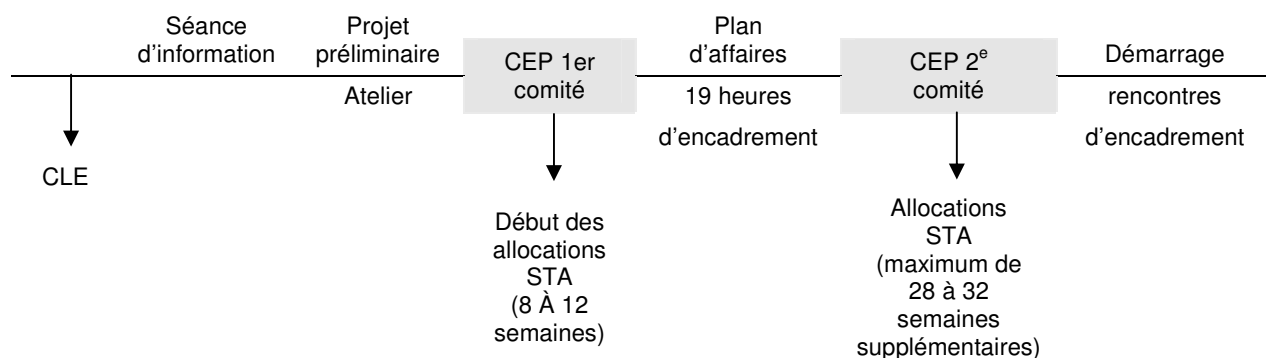 Séance
d’information
Projet
préliminaire
Atelier
CEP 1er
comité
Plan
d’affaires
19 heures
d’encadrement
CEP 2e
comité
Démarrage
rencontres
d’encadrement
CLE
Début des
allocations
STA
(8 À 12
semaines)
Allocations
STA
(maximum de
28 à 32
semaines
supplémentaires)